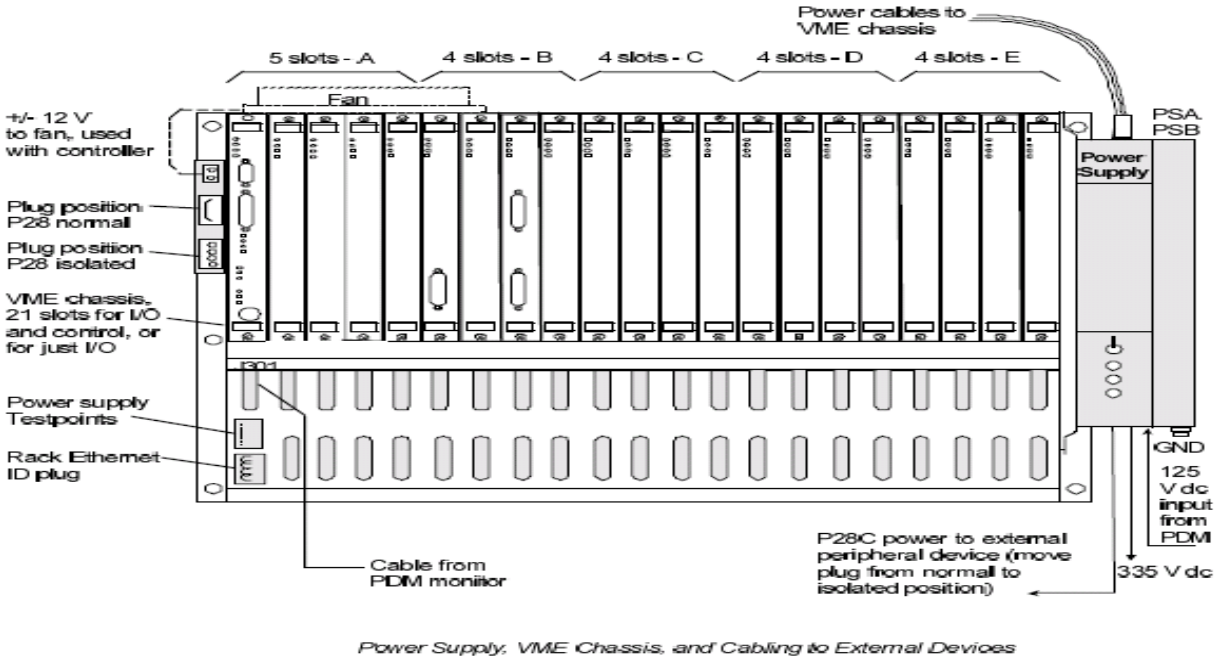 Power cables to
VME chassis
5 slots - A
4 slots - B
4 slots - C
4 slots - D
4 slots - E
Fan
+/- 12 V
to fan, used
with controller
PSA
PSB
Power
Supply
Plug position
P28 normal
Plug position
P28 isolated
VME chassis,
21 slots for I/O
and control, or
for just I/O
J301
Power supply
Testpoints
Rack Ethernet
ID plug
GND
125
V dc
input
from
PDM
Cable from
PDM monitor
P28C power to external
peripheral device (move
plug from normal to
isolated position)
335 V dc
Power Supply, VME Chassis, and Cabling to External Devices